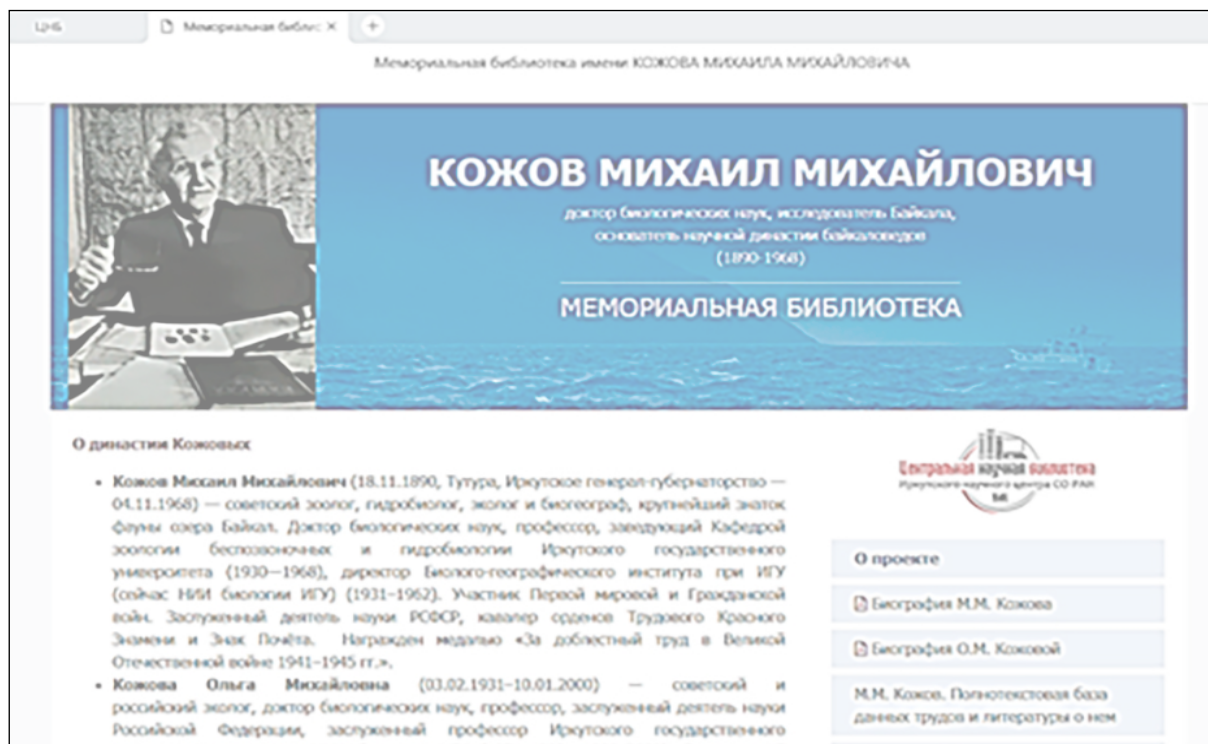 ЦНБ
Мемориальная библис ×
+
Мемориальная библиотека имени КОЖОВА МИХАИЛА МИХАЙЛОВИЧА
КОЖОВ МИХАИЛ МИХАЙЛОВИЧ
доктор биологических наук, исследователь Байкала,
основатель научной династии байкаловедов
(1890-1968)
МЕМОРИАЛЬНАЯ БИБЛИОТЕКА
О династии Кожовых
• Кожов Михаил Михайлович (18.11.1890, Тутура, Иркутское генерал-губернаторство —
04.11.1968) — советский зоолог, гидробиолог, эколог и биогеограф, крупнейший знаток
фауны озера Байкал. Доктор биологических наук, профессор, заведующий Кафедрой
зоологии беспозвоночных и гидробиологии Иркутского государственного
университета (1930—1968), директор Биолого-географического института при ИГУ
(сейчас НИИ биологии ИГУ) (1931–1962). Участник Первой мировой и Гражданской
войн. Заслуженный деятель науки РСФСР, кавалер орденов Трудового Красного
Знамени и Знак Почёта. Награжден медалью «За доблестный труд в Великой
Отечественной войне 1941–1945 гг.».
• Кожова Ольга Михайловна (03.02.1931–10.01.2000) — советский и
российский эколог, доктор биологических наук, профессор, заслуженный деятель науки
Российской Федерации, заслуженный профессор Иркутского государственного
Центральная научная библиотека
Иркутского научного центра СО РАН
О проекте
Биография М.М. Кожова
Биография О.М. Кожовой
М.М. Кожов. Полнотекстовая база
данных трудов и литературы о нем